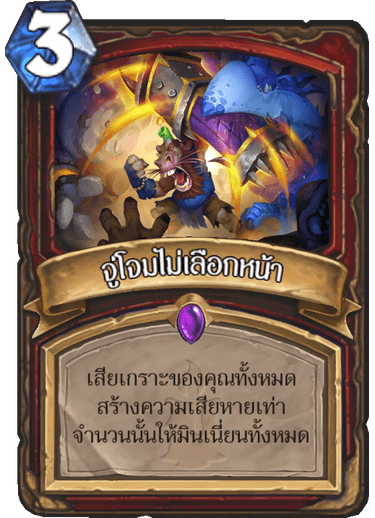 3
จู่โจมไม่เลือกหน้า
เสียเกราะของคุณทั้งหมด
สร้างความเสียหายเท่า
จำนวนนั้นให้มินเนี่ยนทั้งหมด